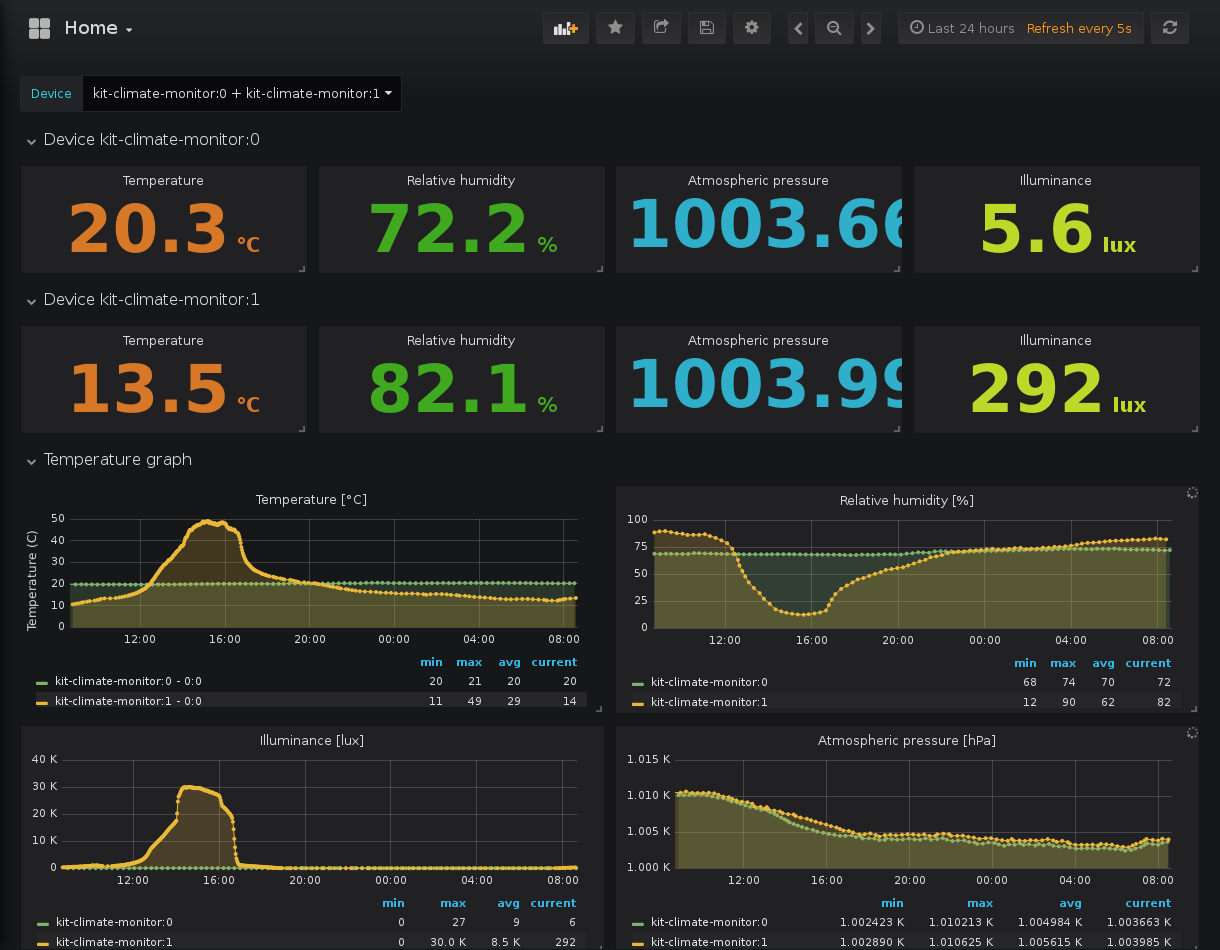 Home
Last 24 hours Refresh every 5s
Device kit-climate-monitor:0 + kit-climate-monitor:1
Device kit-climate-monitor:0
Temperature Relative humidity Atmospheric pressure Illuminance
20.3 °C 72.2 % 1003.66 5.6 lux
Device kit-climate-monitor:1
Temperature Relative humidity Atmospheric pressure Illuminance
13.5 °C 82.1 % 1003.99 292 lux
Temperature graph
Temperature [°C]
Temperature (C)
50
40
30
20
10
0
12:00 16:00 20:00 00:00 04:00 08:00
min max avg current
kit-climate-monitor:0 - 0:0 20 21 20 20
kit-climate-monitor:1 - 0:0 11 49 29 14
Relative humidity [%]
100
75
50
25
0
12:00 16:00 20:00 00:00 04:00 08:00
min max avg current
kit-climate-monitor:0 68 74 70 72
kit-climate-monitor:1 12 90 62 82
Illuminance [lux]
40 K
30 K
20 K
10 K
0
12:00 16:00 20:00 00:00 04:00 08:00
min max avg current
kit-climate-monitor:0 0 27 9 6
kit-climate-monitor:1 0 30.0 K 8.5 K 292
Atmospheric pressure [hPa]
1.015 K
1.010 K
1.005 K
1.000 K
12:00 16:00 20:00 00:00 04:00 08:00
min max avg current
kit-climate-monitor:0 1.002423 K 1.010213 K 1.004984 K 1.003663 K
kit-climate-monitor:1 1.002890 K 1.010625 K 1.005615 K 1.003985 K